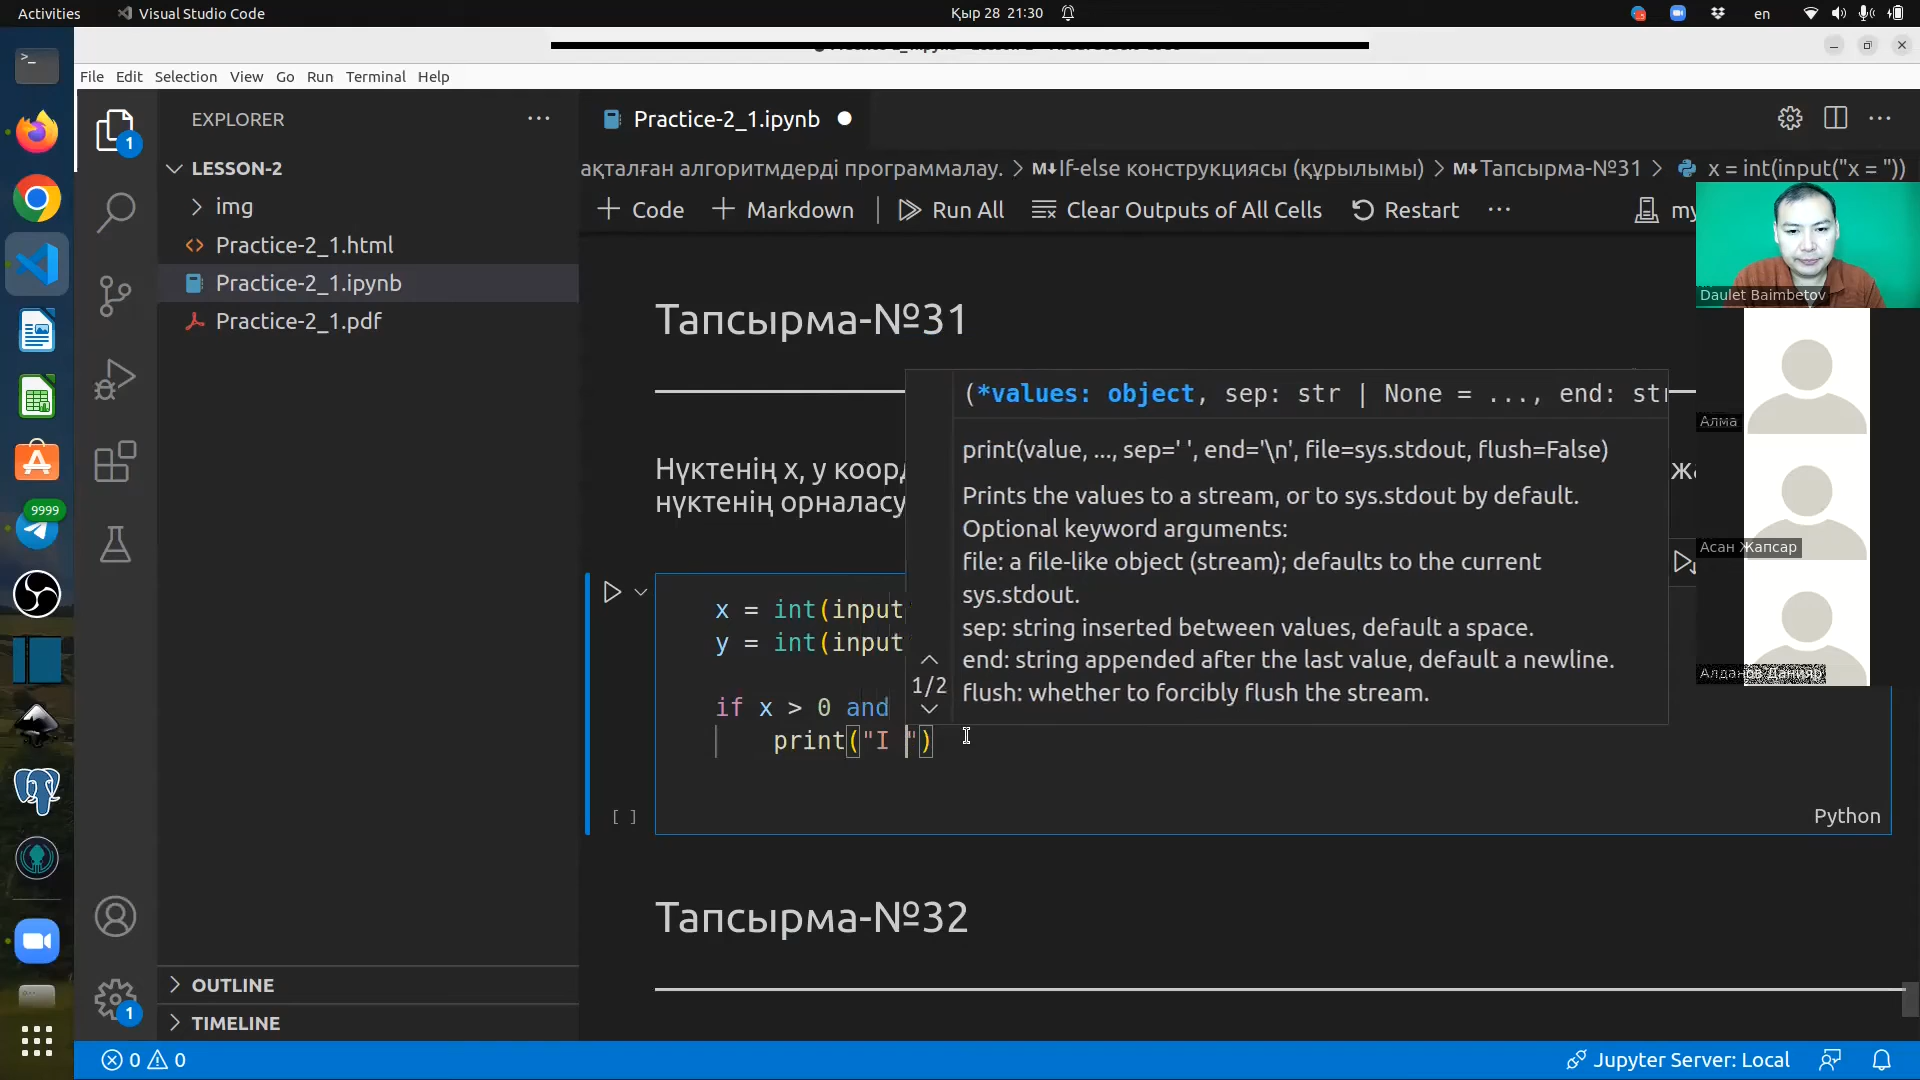 Activities
Visual Studio Code
Қыр 28 21:30
en
File Edit Selection View Go Run Terminal Help
EXPLORER
Practice-2_1.ipynb
LESSON-2
img
Practice-2_1.html
Practice-2_1.ipynb
Practice-2_1.pdf
ақталған алгоритмдерді программалау. > If-else конструкциясы (құрылымы) > Тапсырма-№31 > x = int(input("x = "))
+ Code + Markdown Run All Clear Outputs of All Cells Restart ... my
Daulet Baimbetov
Тапсырма-№31
(*values: object, sep: str | None = ..., end: str
print(value, ..., sep=' ', end='\n', file=sys.stdout, flush=False)
Prints the values to a stream, or to sys.stdout by default.
Optional keyword arguments:
file: a file-like object (stream); defaults to the current
sys.stdout.
sep: string inserted between values, default a space.
end: string appended after the last value, default a newline.
flush: whether to forcibly flush the stream.
1/2
Нүктенің x, y коорд
нүктенің орналасу
Алма
Асан Жапсар
Алданов Данияр
9999
x = int(input
y = int(input
if x > 0 and
print("I ")
[ ]
Python
Тапсырма-№32
OUTLINE
TIMELINE
1
1
0 0
Jupyter Server: Local